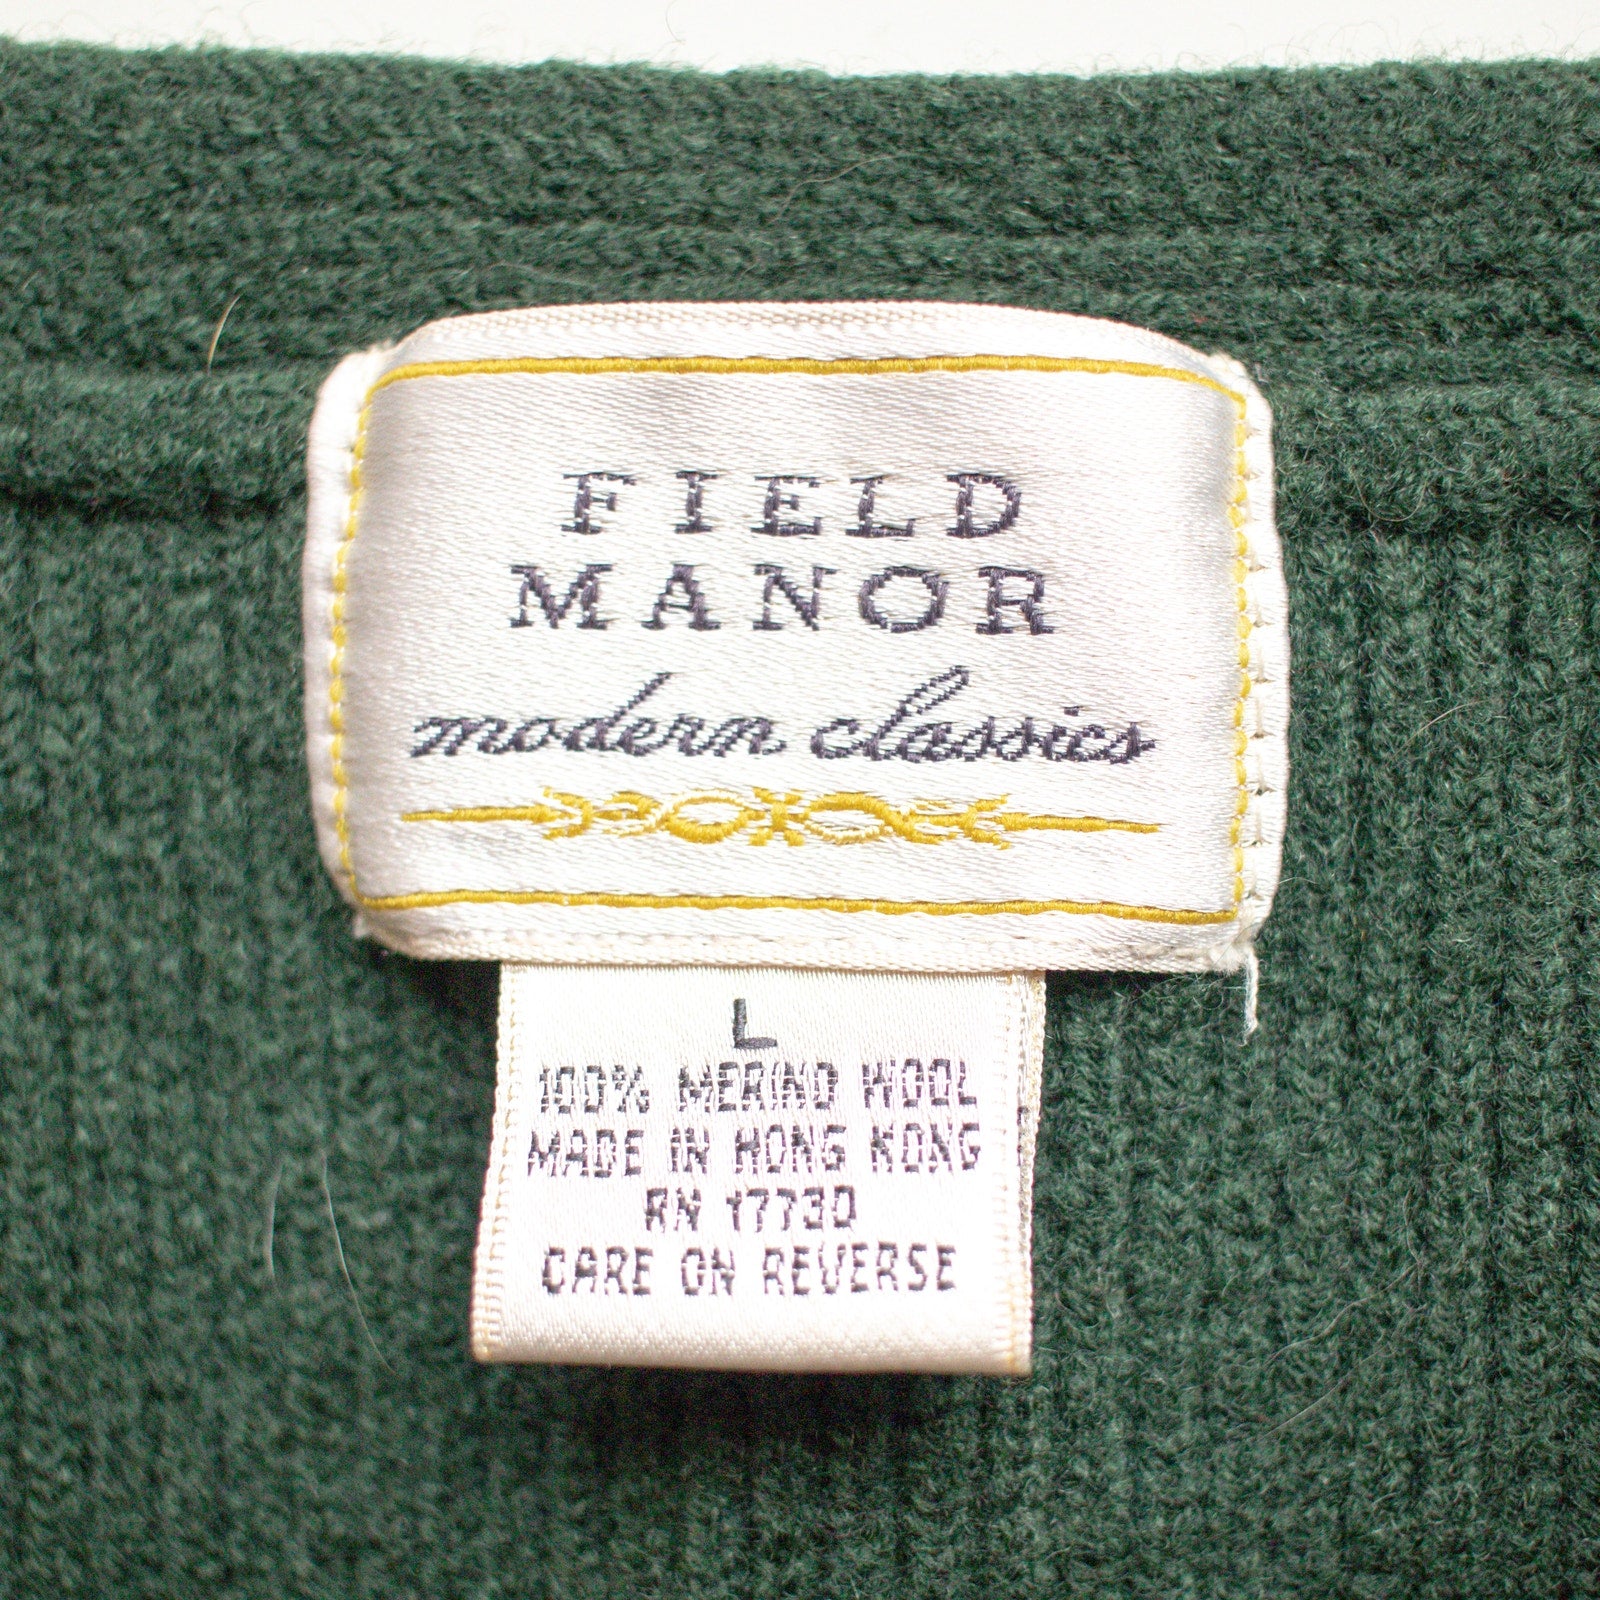 FIELD
MANOR
modern classics
L
100% MERINO WOOL
MADE IN HONG KONG
RN 17730
CARE ON REVERSE